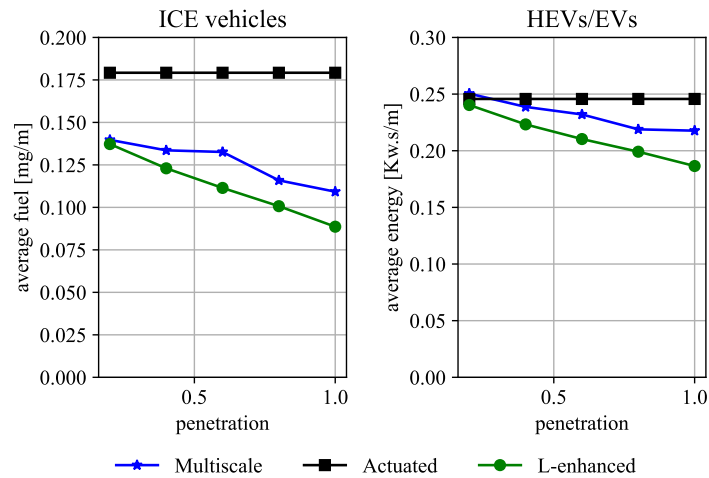 ICE vehicles
average fuel [mg/m]
0.200
0.175
0.150
0.125
0.100
0.075
0.050
0.025
0.000
0.5
1.0
penetration
HEVs/EVs
average energy [Kw.s/m]
0.30
0.25
0.20
0.15
0.10
0.05
0.00
0.5
1.0
penetration
Multiscale
Actuated
L-enhanced